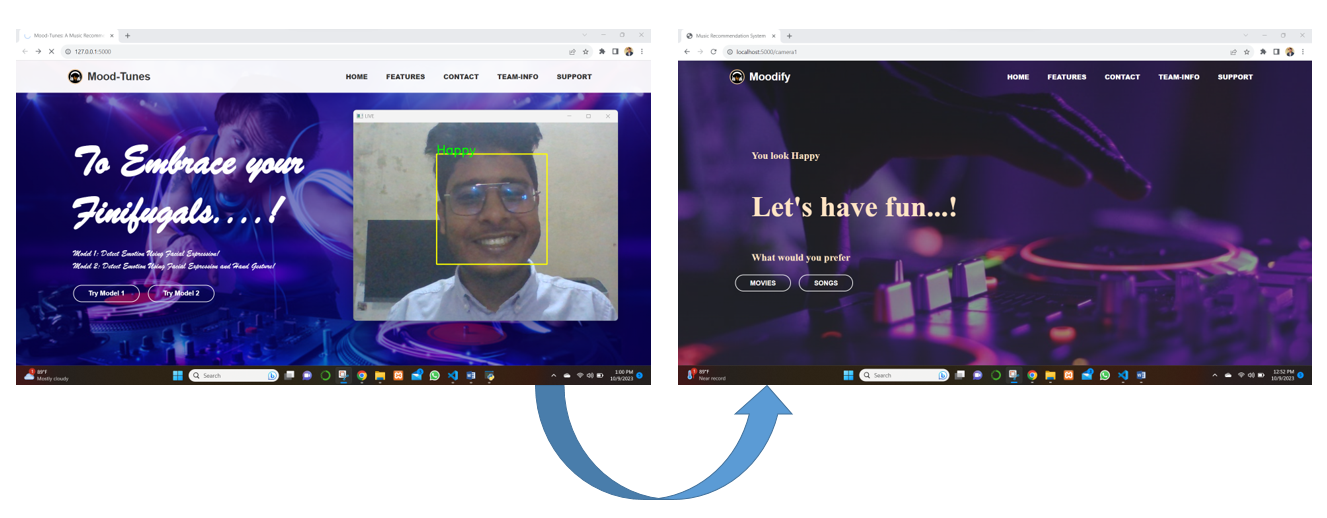 Mood-Tunes: A Music Recomm
127.0.0.1:5000
Mood-Tunes
HOME FEATURES CONTACT TEAM-INFO SUPPORT
LIVE
Happy
To Embrace your
Finifugals....!
Model 1: Detect Emotion Using Facial Expression!
Model 2: Detect Emotion Using Facial Expression and Hand Gesture!
Try Model 1 Try Model 2
89°F
Mostly cloudy
Search
1:00 PM
10/9/2023
Music Recommendation System
localhost:5000/camera1
Moodify
HOME FEATURES CONTACT TEAM-INFO SUPPORT
You look Happy
Let's have fun...!
What would you prefer
MOVIES SONGS
89°F
Near record
Search
12:52 PM
10/9/2023